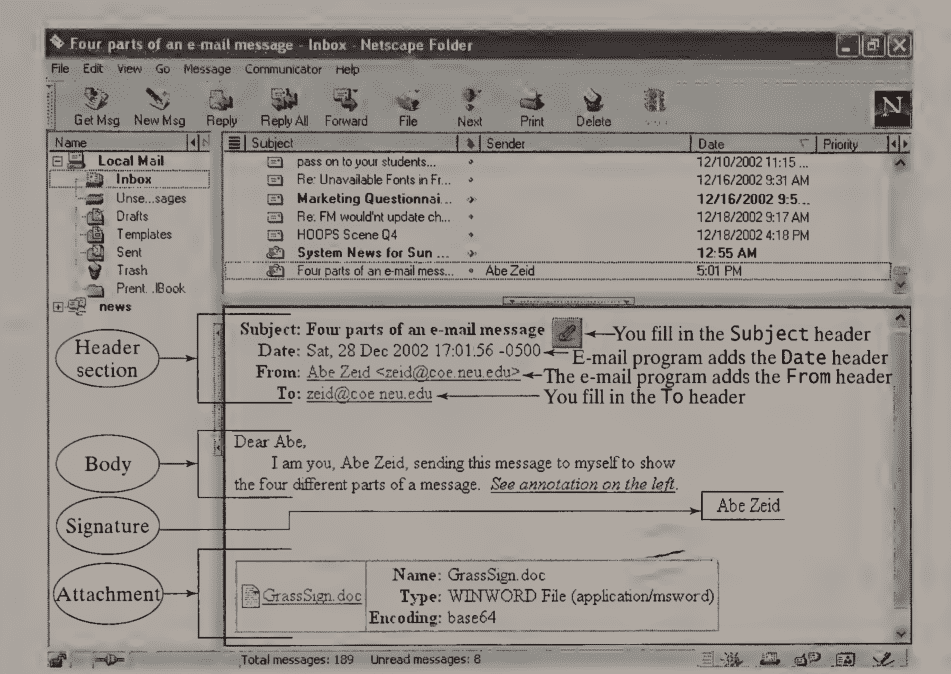 Four parts of an e-mail message - Inbox - Netscape Folder
File Edit View Go Message Communicator Help
Get Msg New Msg Reply Reply All Forward File Next Print Delete
N
Name Subject Sender Date Priority
Local Mail
Inbox
Unse...sages
Drafts
Templates
Sent
Trash
Prent...lBook
news
pass on to your students... 12/10/2002 11:15 ...
Re: Unavailable Fonts in Fr... 12/16/2002 9:31 AM
Marketing Questionnai... 12/16/2002 9:5...
Re: FM would'nt update ch... 12/18/2002 9:17 AM
HOOPS Scene Q4 12/18/2002 4:18 PM
System News for Sun ... 12:55 AM
Four parts of an e-mail mess... Abe Zeid 5:01 PM
Header
section
Subject: Four parts of an e-mail message You fill in the Subject header
Date: Sat, 28 Dec 2002 17:01:56 -0500 E-mail program adds the Date header
From: Abe Zeid <zeid@coe.neu.edu> The e-mail program adds the From header
To: zeid@coe.neu.edu You fill in the To header
Body
Dear Abe,
I am you, Abe Zeid, sending this message to myself to show
the four different parts of a message. See annotation on the left.
Signature
Abe Zeid
Attachment
GrassSign.doc
Name: GrassSign.doc
Type: WINWORD File (application/msword)
Encoding: base64
Total messages: 189 Unread messages: 8